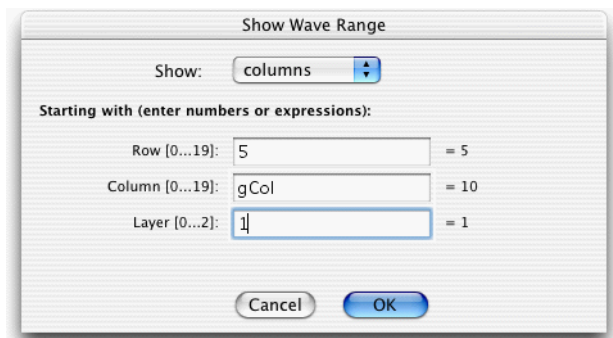 Show Wave Range
Show: columns
Starting with (enter numbers or expressions):
Row [0...19]: 5 = 5
Column [0...19]: gCol = 10
Layer [0...2]: 1 = 1
Cancel OK